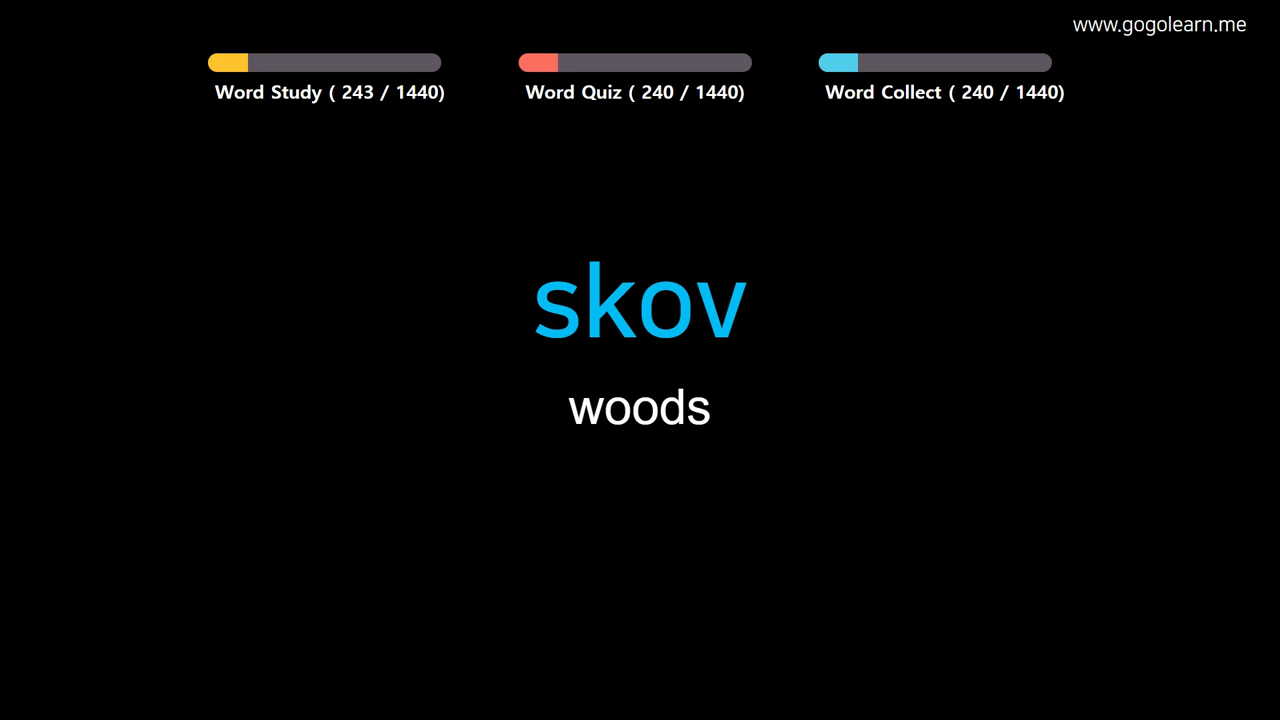 www.gogolearn.me
Word Study ( 243 / 1440)
Word Quiz ( 240 / 1440)
Word Collect ( 240 / 1440)
skov
woods